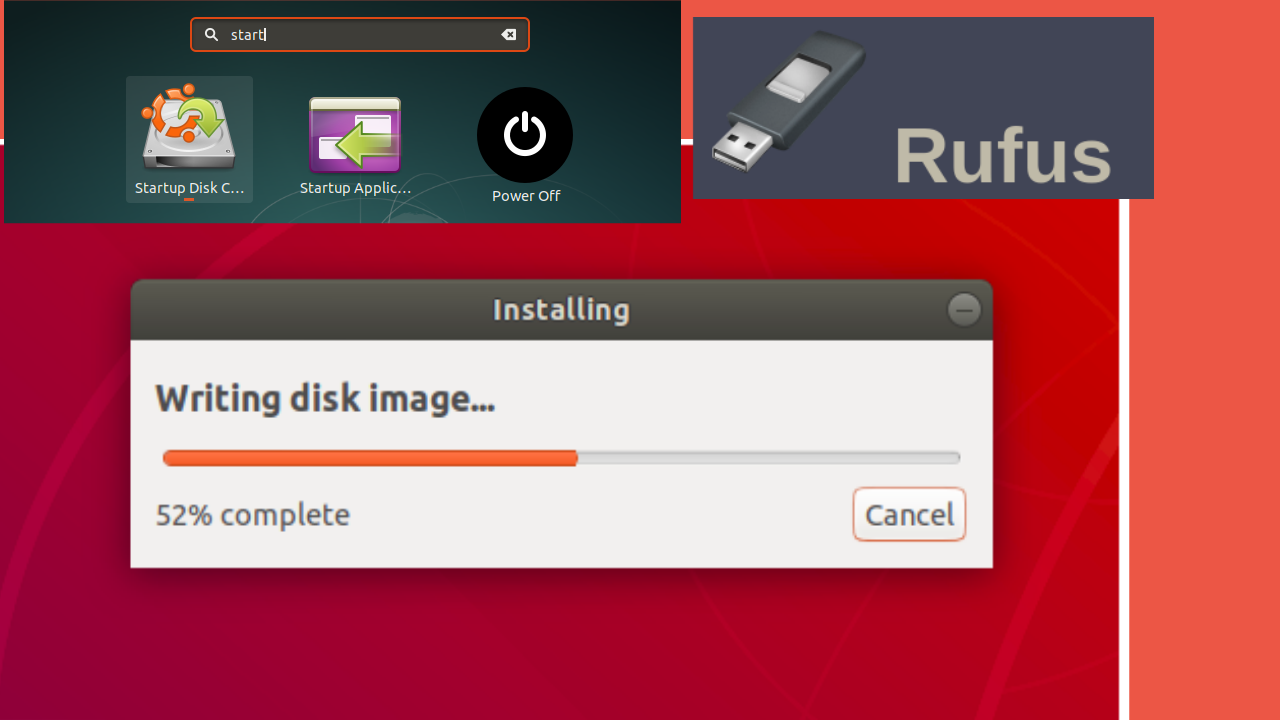 start
Startup Disk C...
Startup Applic...
Power Off
Rufus
Installing
Writing disk image...
52% complete
Cancel